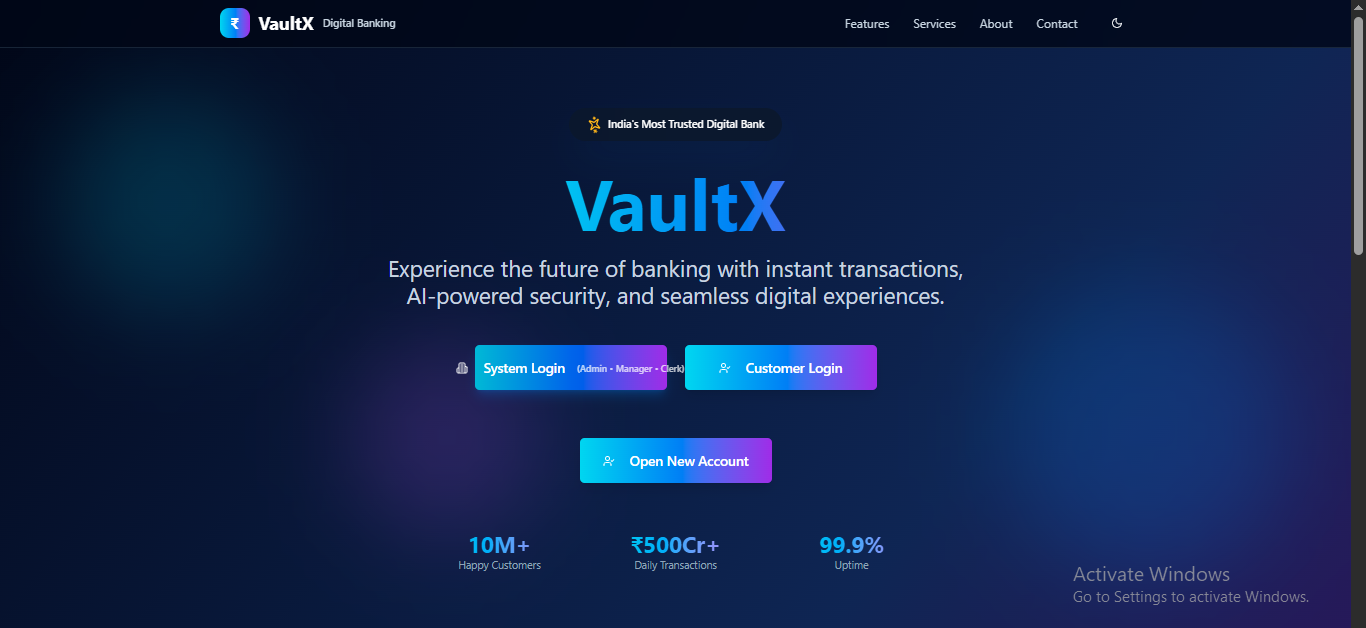 ₹ VaultX Digital Banking Features Services About Contact
India's Most Trusted Digital Bank
VaultX
Experience the future of banking with instant transactions,
AI-powered security, and seamless digital experiences.
System Login (Admin • Manager • Clerk) Customer Login
Open New Account
10M+ ₹500Cr+ 99.9%
Happy Customers Daily Transactions Uptime
Activate Windows
Go to Settings to activate Windows.